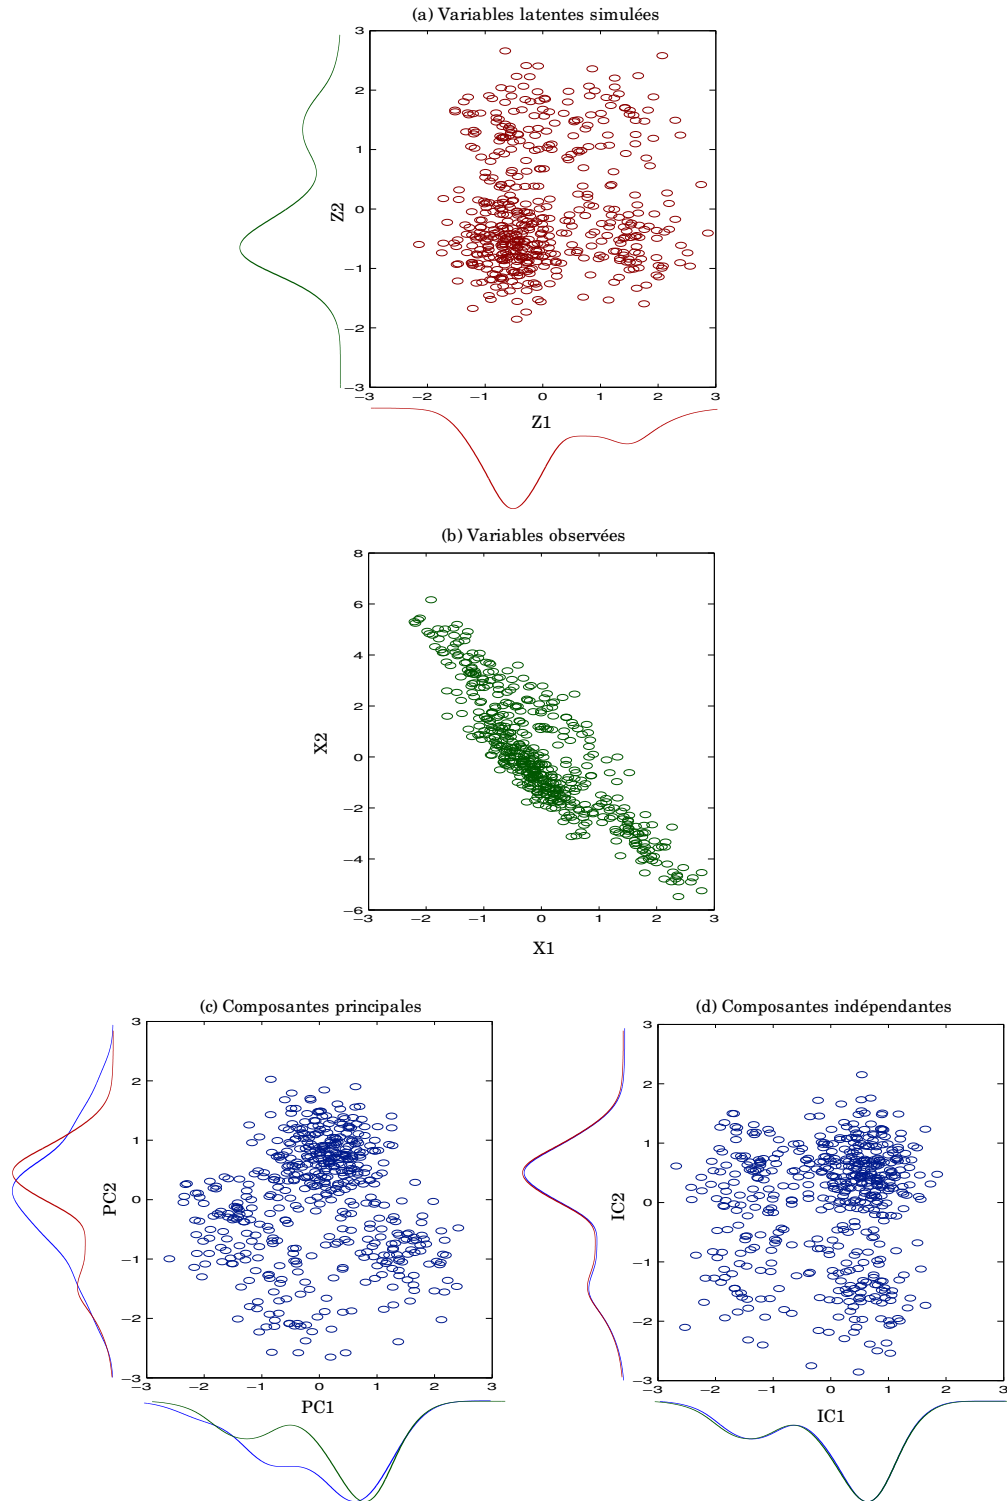 (a) Variables latentes simulées
3
2
1
0
−1
−2
−3
Z2
−3 −2 −1 0 1 2 3
Z1
(b) Variables observées
8
6
4
2
0
−2
−4
−6
X2
−3 −2 −1 0 1 2 3
X1
(c) Composantes principales
3
2
1
0
−1
−2
−3
PC2
−3 −2 −1 0 1 2 3
PC1
(d) Composantes indépendantes
3
2
1
0
−1
−2
−3
IC2
−3 −2 −1 0 1 2 3
IC1